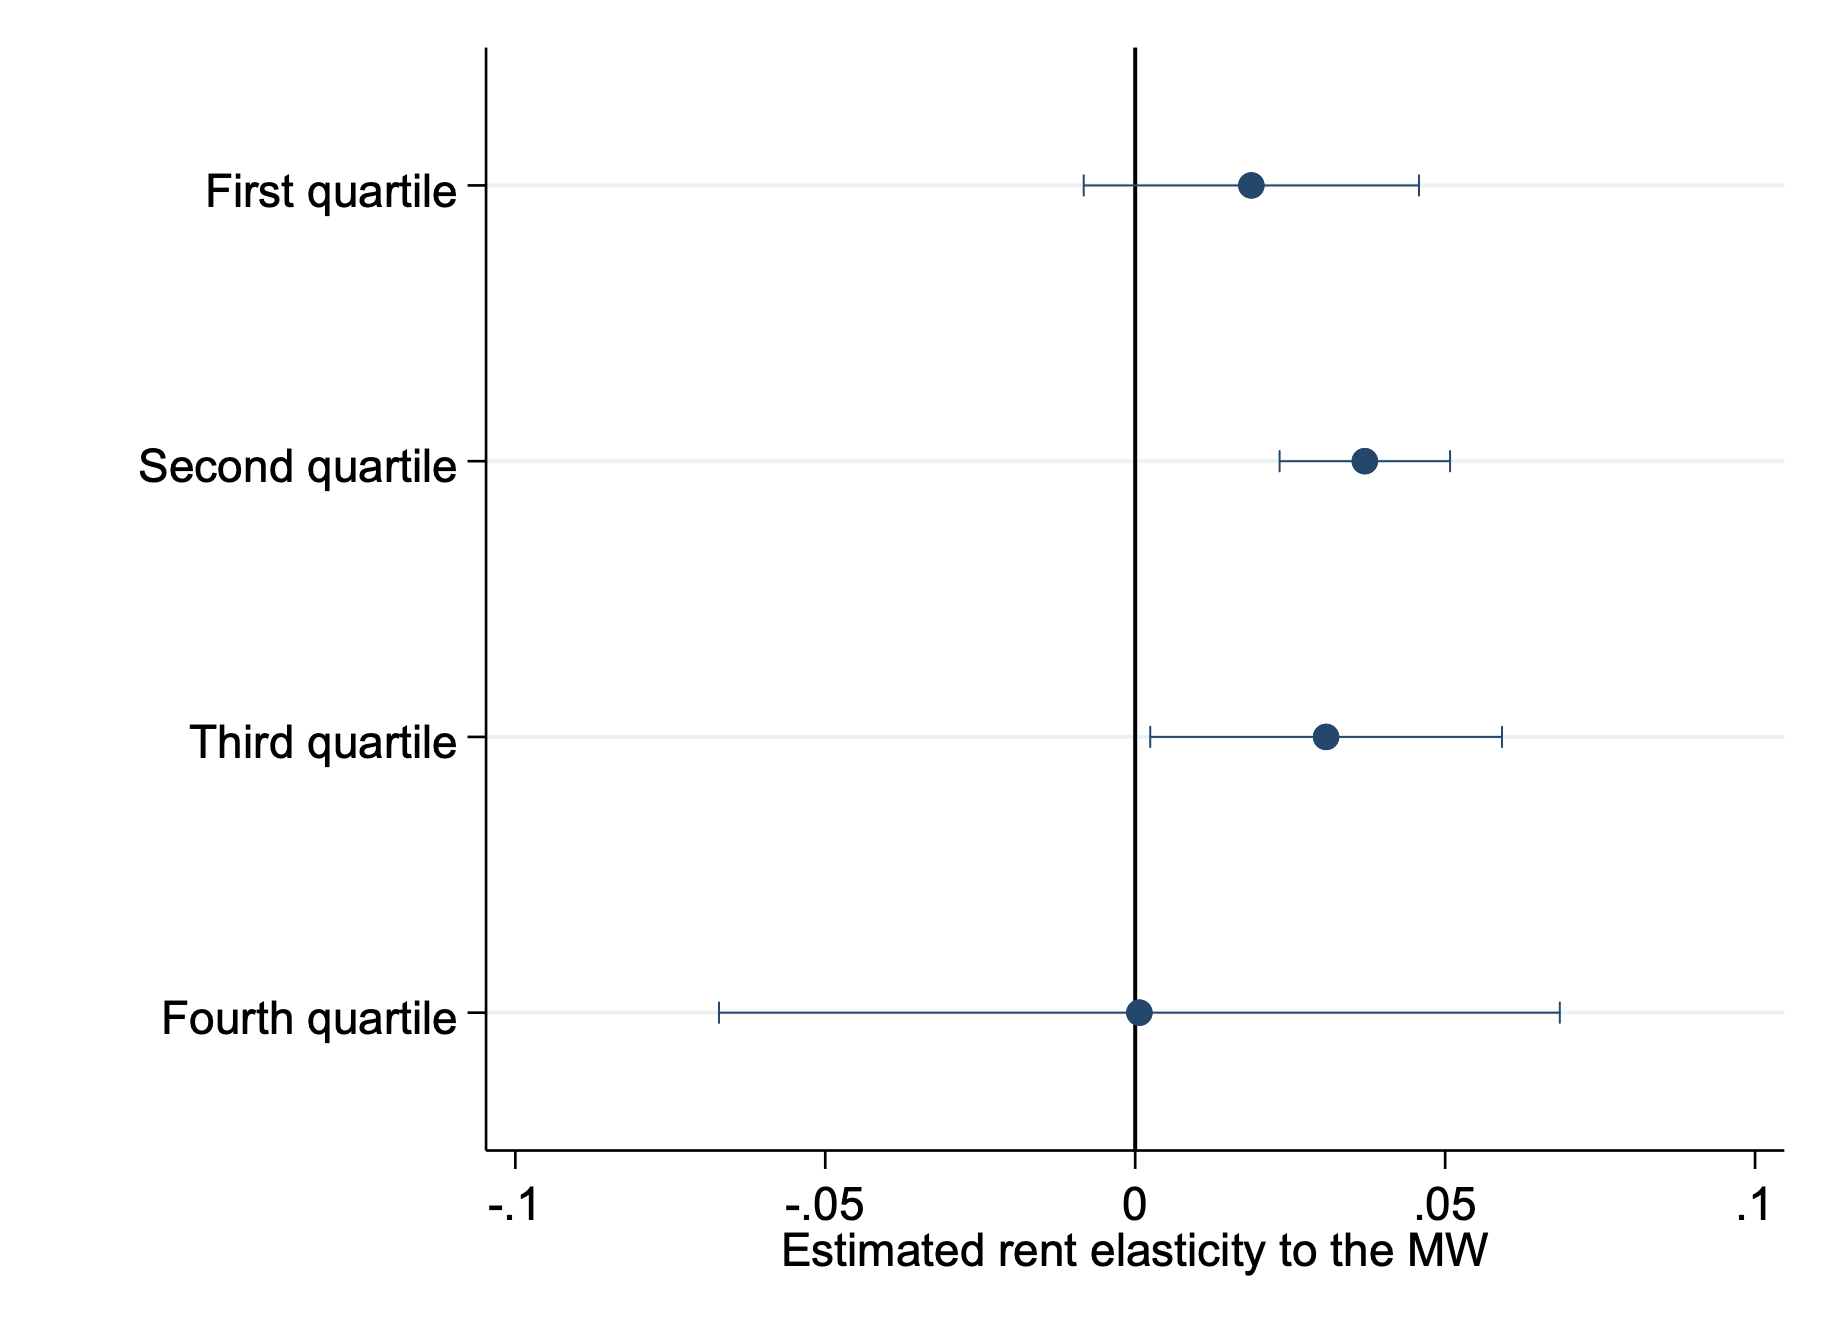 First quartile
Second quartile
Third quartile
Fourth quartile
-.1 -.05 0 .05 .1
Estimated rent elasticity to the MW